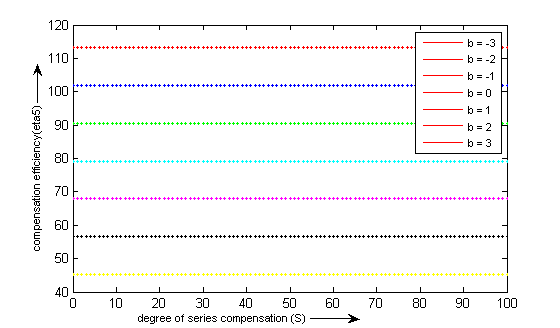 120
110
100
90
80
70
60
50
40
compensation efficiency(eta5)
b = -3
b = -2
b = -1
b = 0
b = 1
b = 2
b = 3
0 10 20 30 40 50 60 70 80 90 100
degree of series compensation (S)